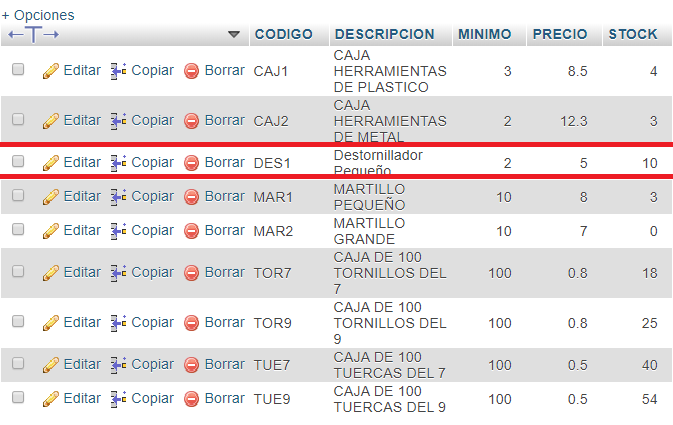 + Opciones
CODIGO DESCRIPCION MINIMO PRECIO STOCK
CAJA
Editar Copiar Borrar CAJ1 HERRAMIENTAS 3 8.5 4
DE PLASTICO
CAJA
Editar Copiar Borrar CAJ2 HERRAMIENTAS 2 12.3 3
DE METAL
Editar Copiar Borrar DES1 Destornillador 2 5 10
Pequeño
Editar Copiar Borrar MAR1 MARTILLO 10 8 3
PEQUEÑO
Editar Copiar Borrar MAR2 MARTILLO 10 7 0
GRANDE
CAJA DE 100
Editar Copiar Borrar TOR7 TORNILLOS DEL 100 0.8 18
7
CAJA DE 100
Editar Copiar Borrar TOR9 TORNILLOS DEL 100 0.8 25
9
Editar Copiar Borrar TUE7 CAJA DE 100 100 0.5 40
TUERCAS DEL 7
Editar Copiar Borrar TUE9 CAJA DE 100 100 0.5 54
TUERCAS DEL 9